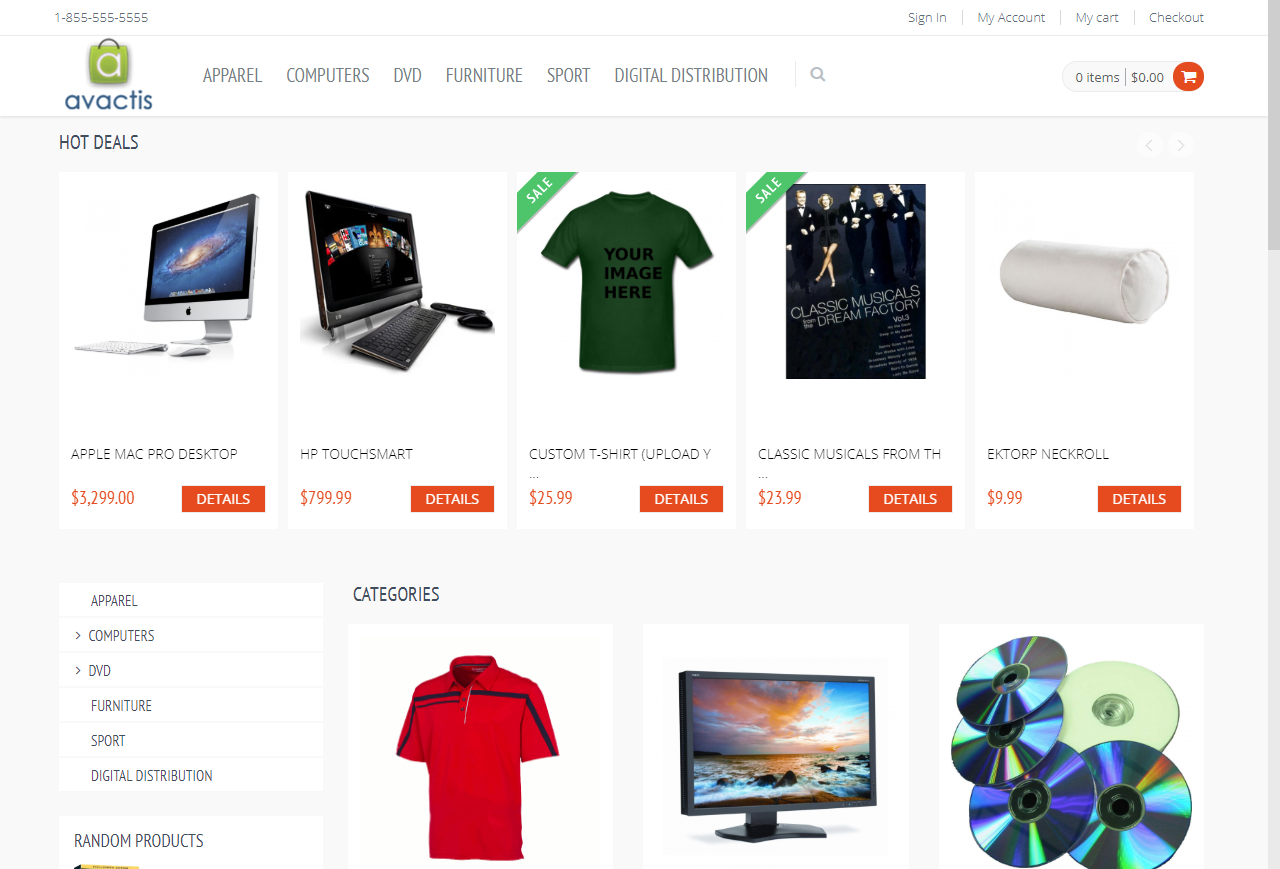 1-855-555-5555
Sign In
My Account
My cart
Checkout
avactis
APPAREL
COMPUTERS
DVD
FURNITURE
SPORT
DIGITAL DISTRIBUTION
0 items
$0.00
HOT DEALS
SALE
YOUR
IMAGE
HERE
SALE
CLASSIC MUSICALS
from the DREAM FACTORY
Vol.3
APPLE MAC PRO DESKTOP
HP TOUCHSMART
CUSTOM T-SHIRT (UPLOAD Y
...
CLASSIC MUSICALS FROM TH
...
EKTORP NECKROLL
$3,299.00
DETAILS
$799.99
DETAILS
$25.99
DETAILS
$23.99
DETAILS
$9.99
DETAILS
APPAREL
COMPUTERS
DVD
FURNITURE
SPORT
DIGITAL DISTRIBUTION
CATEGORIES
RANDOM PRODUCTS